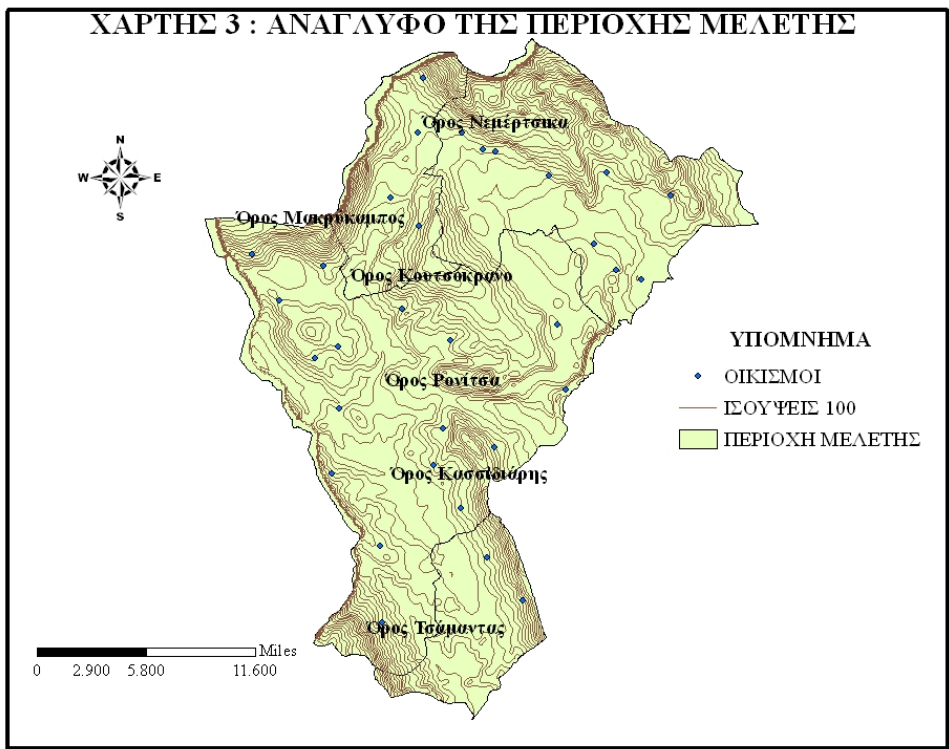 ΧΑΡΤΗΣ 3 : ΑΝΑΓΛΥΦΟ ΤΗΣ ΠΕΡΙΟΧΗΣ ΜΕΛΕΤΗΣ
Όρος Νεμέρτσικα
N
W E
S
Όρος Μακρύκαμπος
Όρος Κουτσόκρανο
ΥΠΟΜΝΗΜΑ
ΟΙΚΙΣΜΟΙ
Όρος Ρονίτσα
ΙΣΟΥΨΕΙΣ 100
ΠΕΡΙΟΧΗ ΜΕΛΕΤΗΣ
Όρος Κασσιδιάρης
Όρος Τσάμαντας
Miles
0 2.900 5.800 11.600